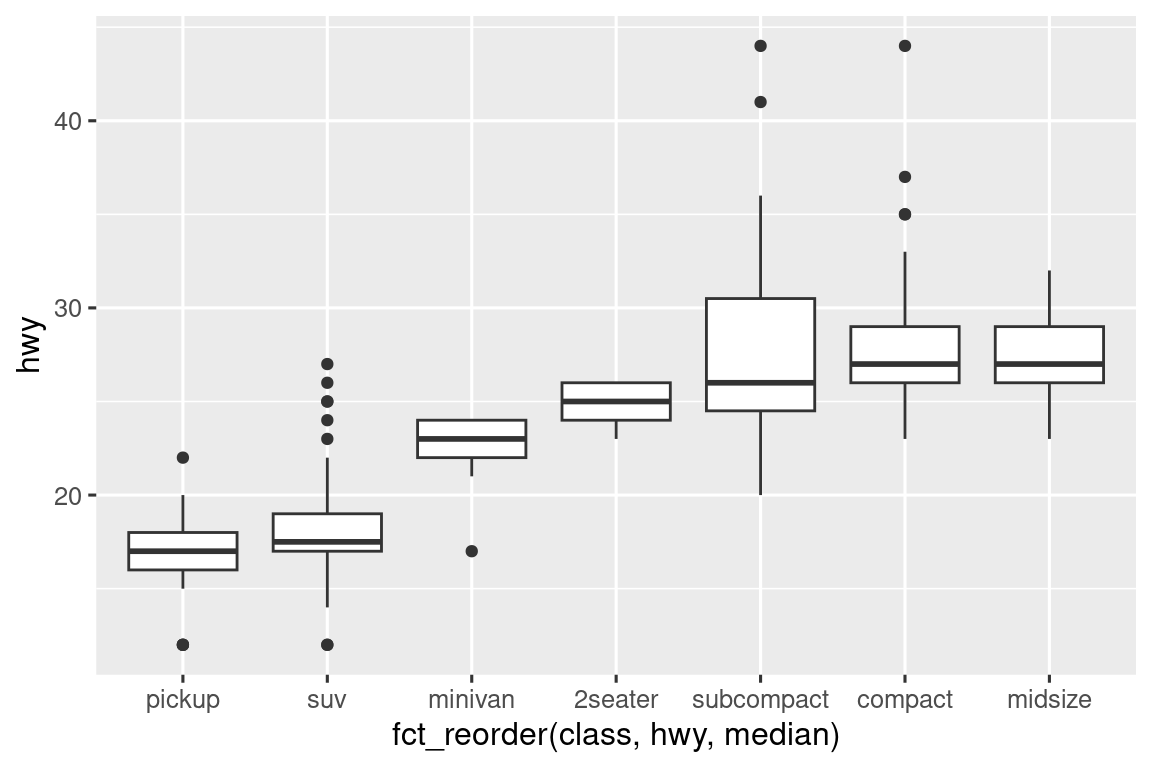 hwy
40
30
20
pickup suv minivan 2seater subcompact compact midsize
fct_reorder(class, hwy, median)